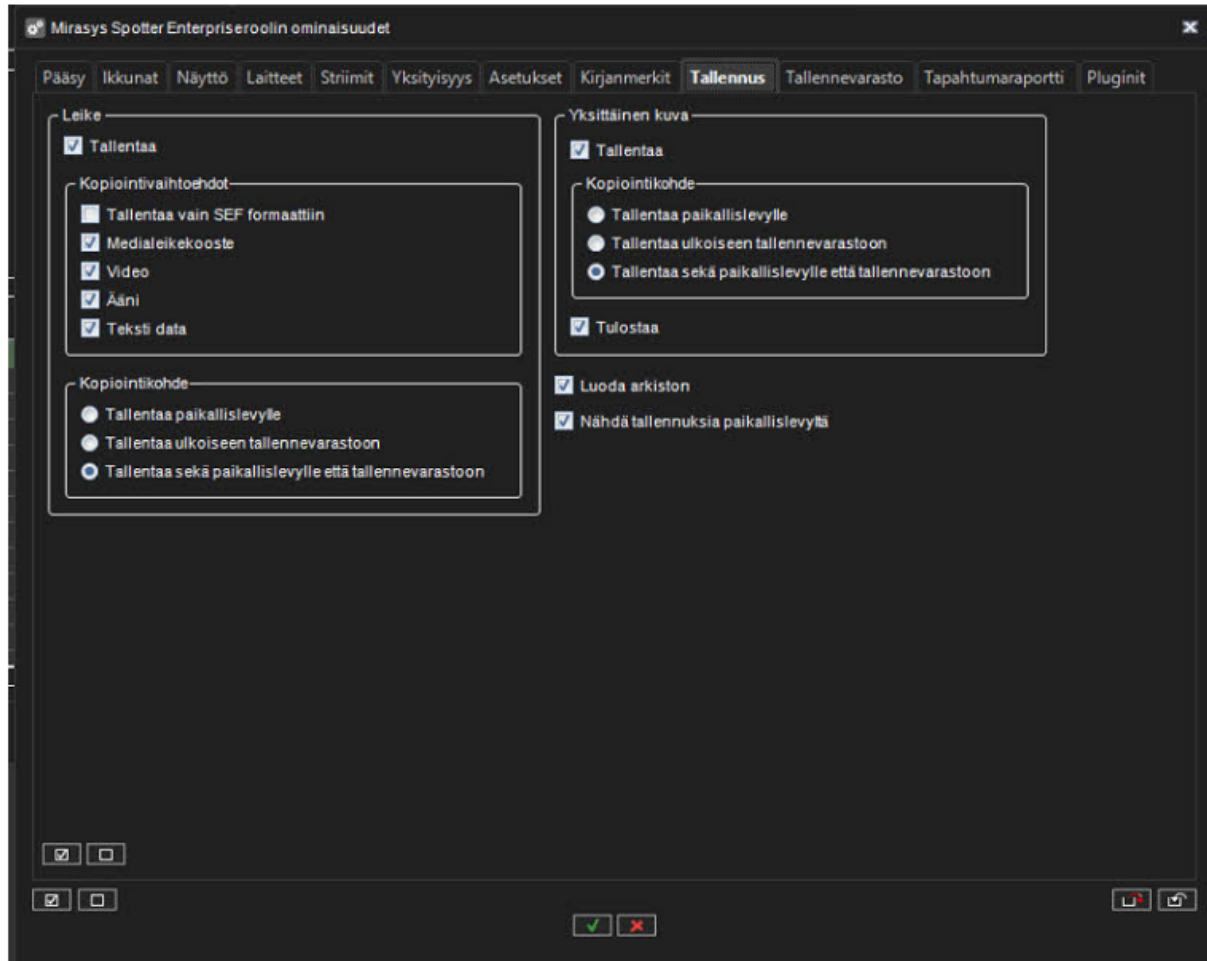 Mirasys Spotter Enterpriseroolin ominaisuudet
Pääsy Ikkunat Näyttö Laitteet Striimit Yksityisyys Asetukset Kirjanmerkit Tallennus Tallennevarasto Tapahtumaraportti Pluginit
Leike
Tallentaa
Kopiointivaihtoehdot
Tallentaa vain SEF formaattiin
Medialeikekooste
Video
Ääni
Teksti data
Kopiointikohde
Tallentaa paikallislevylle
Tallentaa ulkoiseen tallennevarastoon
Tallentaa sekä paikallislevylle että tallennevarastoon
Yksittäinen kuva
Tallentaa
Kopiointikohde
Tallentaa paikallislevylle
Tallentaa ulkoiseen tallennevarastoon
Tallentaa sekä paikallislevylle että tallennevarastoon
Tulostaa
Luoda arkiston
Nähdä tallennuksia paikallislevyltä